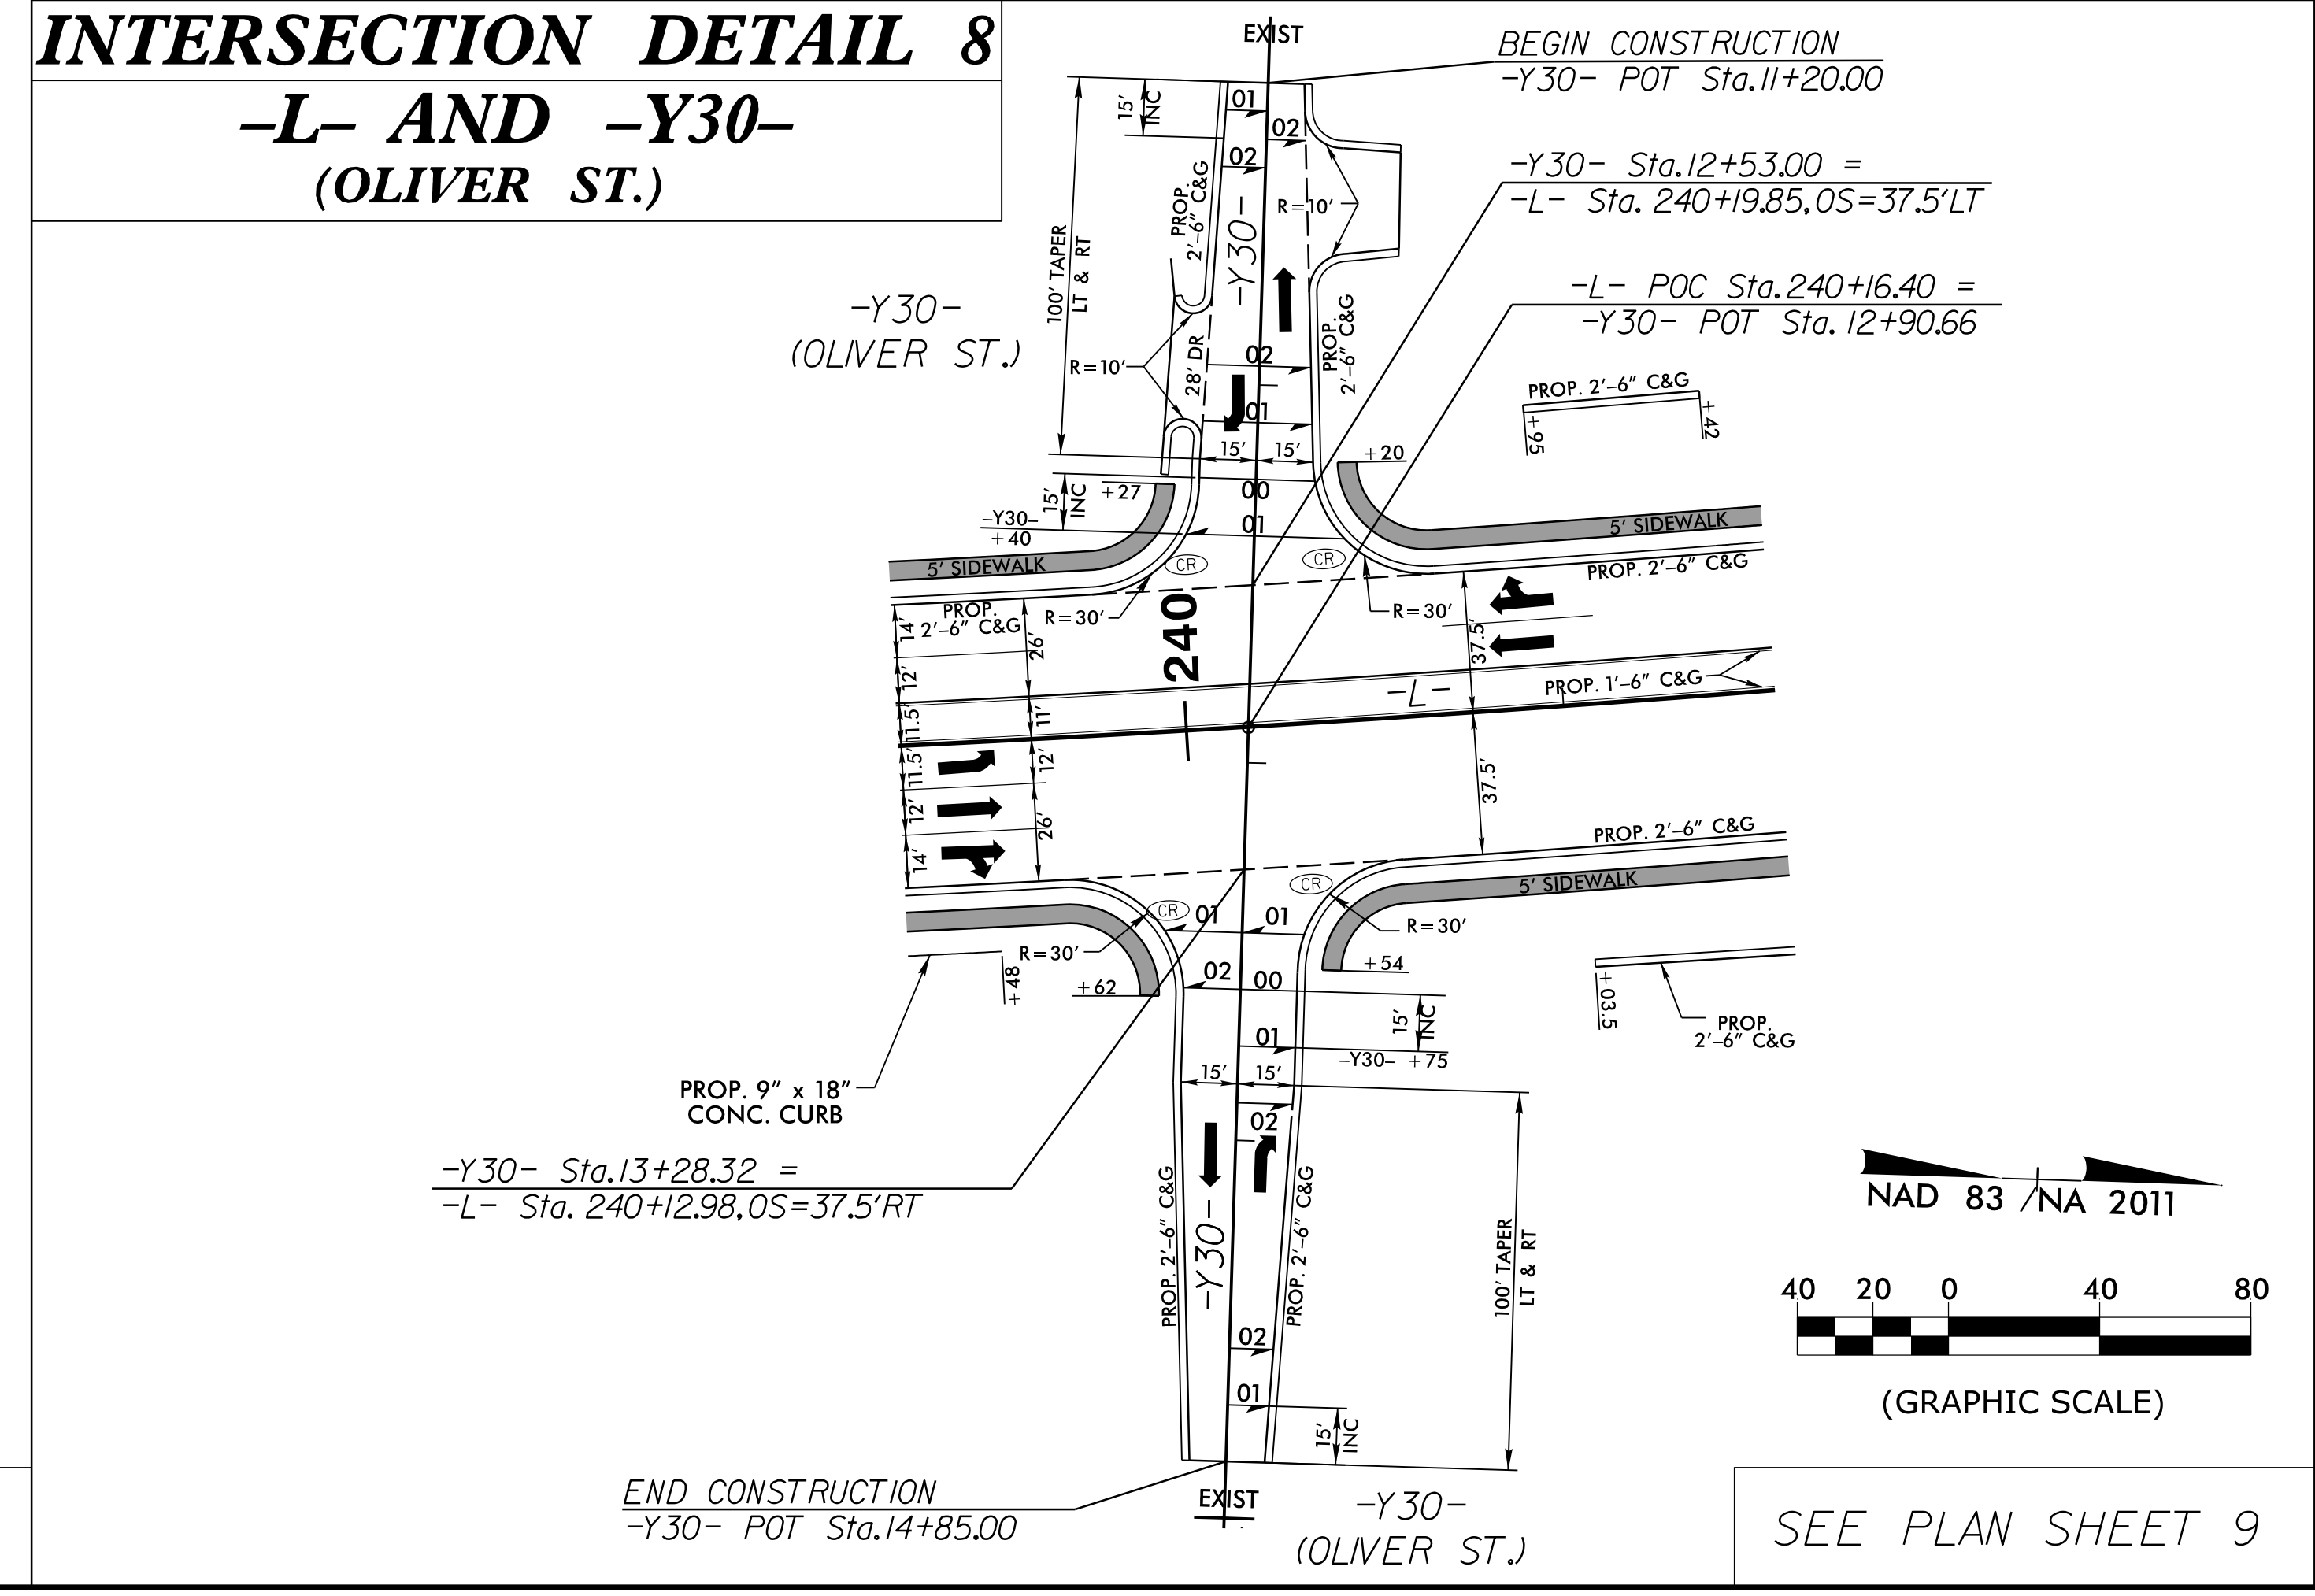 INTERSECTION DETAIL 8
–L– AND –Y30–
(OLIVER ST.)
EXIST
BEGIN CONSTRUCTION
-Y30- POT Sta.11+20.00
-Y30- Sta.12+53.00 =
-L- Sta. 240+19.85,OS=37.5'LT
-L- POC Sta.240+16.40 =
-Y30- POT Sta. 12+90.66
15'
INC
01
02
02
PROP.
2'–6" C&G
-Y30-
R=10'
100' TAPER
LT & RT
-Y30-
(OLIVER ST.)
R=10'
28' DR
02
PROP.
2'–6" C&G
01
15'
15'
+20
PROP. 2'–6" C&G
+95
+42
15'
INC
+27
00
–Y30–
+40
01
5' SIDEWALK
5' SIDEWALK
CR
CR
PROP. 2'–6" C&G
PROP.
2'–6" C&G
R=30'
R=30'
240
14'
26'
37.5'
12'
-L-
PROP. 1'–6" C&G
11.5'
11'
11.5'
12'
12'
37.5'
26'
14'
PROP. 2'–6" C&G
5' SIDEWALK
CR
CR
01
01
R=30'
R=30'
+48
+62
02
00
+54
+03.5
PROP.
2'–6" C&G
15'
INC
01
–Y30– +75
15'
15'
PROP. 9" x 18"
CONC. CURB
02
-Y30- Sta.13+28.32 =
-L- Sta. 240+12.98,OS=37.5'RT
PROP. 2'–6" C&G
-Y30-
PROP. 2'–6" C&G
100' TAPER
LT & RT
NAD 83 /NA 2011
40 20 0 40 80
(GRAPHIC SCALE)
02
01
15'
INC
END CONSTRUCTION
-Y30- POT Sta.14+85.00
EXIST
-Y30-
(OLIVER ST.)
SEE PLAN SHEET 9